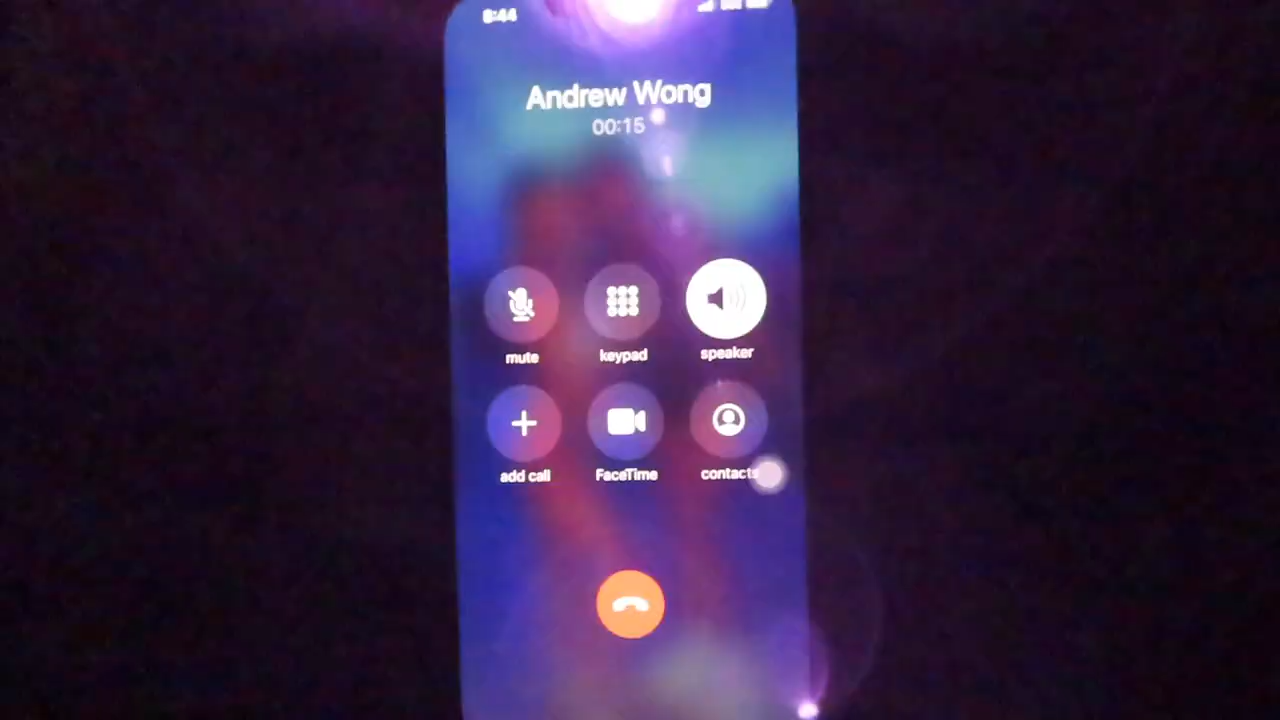 8:44
Andrew Wong
00:15
mute keypad speaker
add call FaceTime contacts